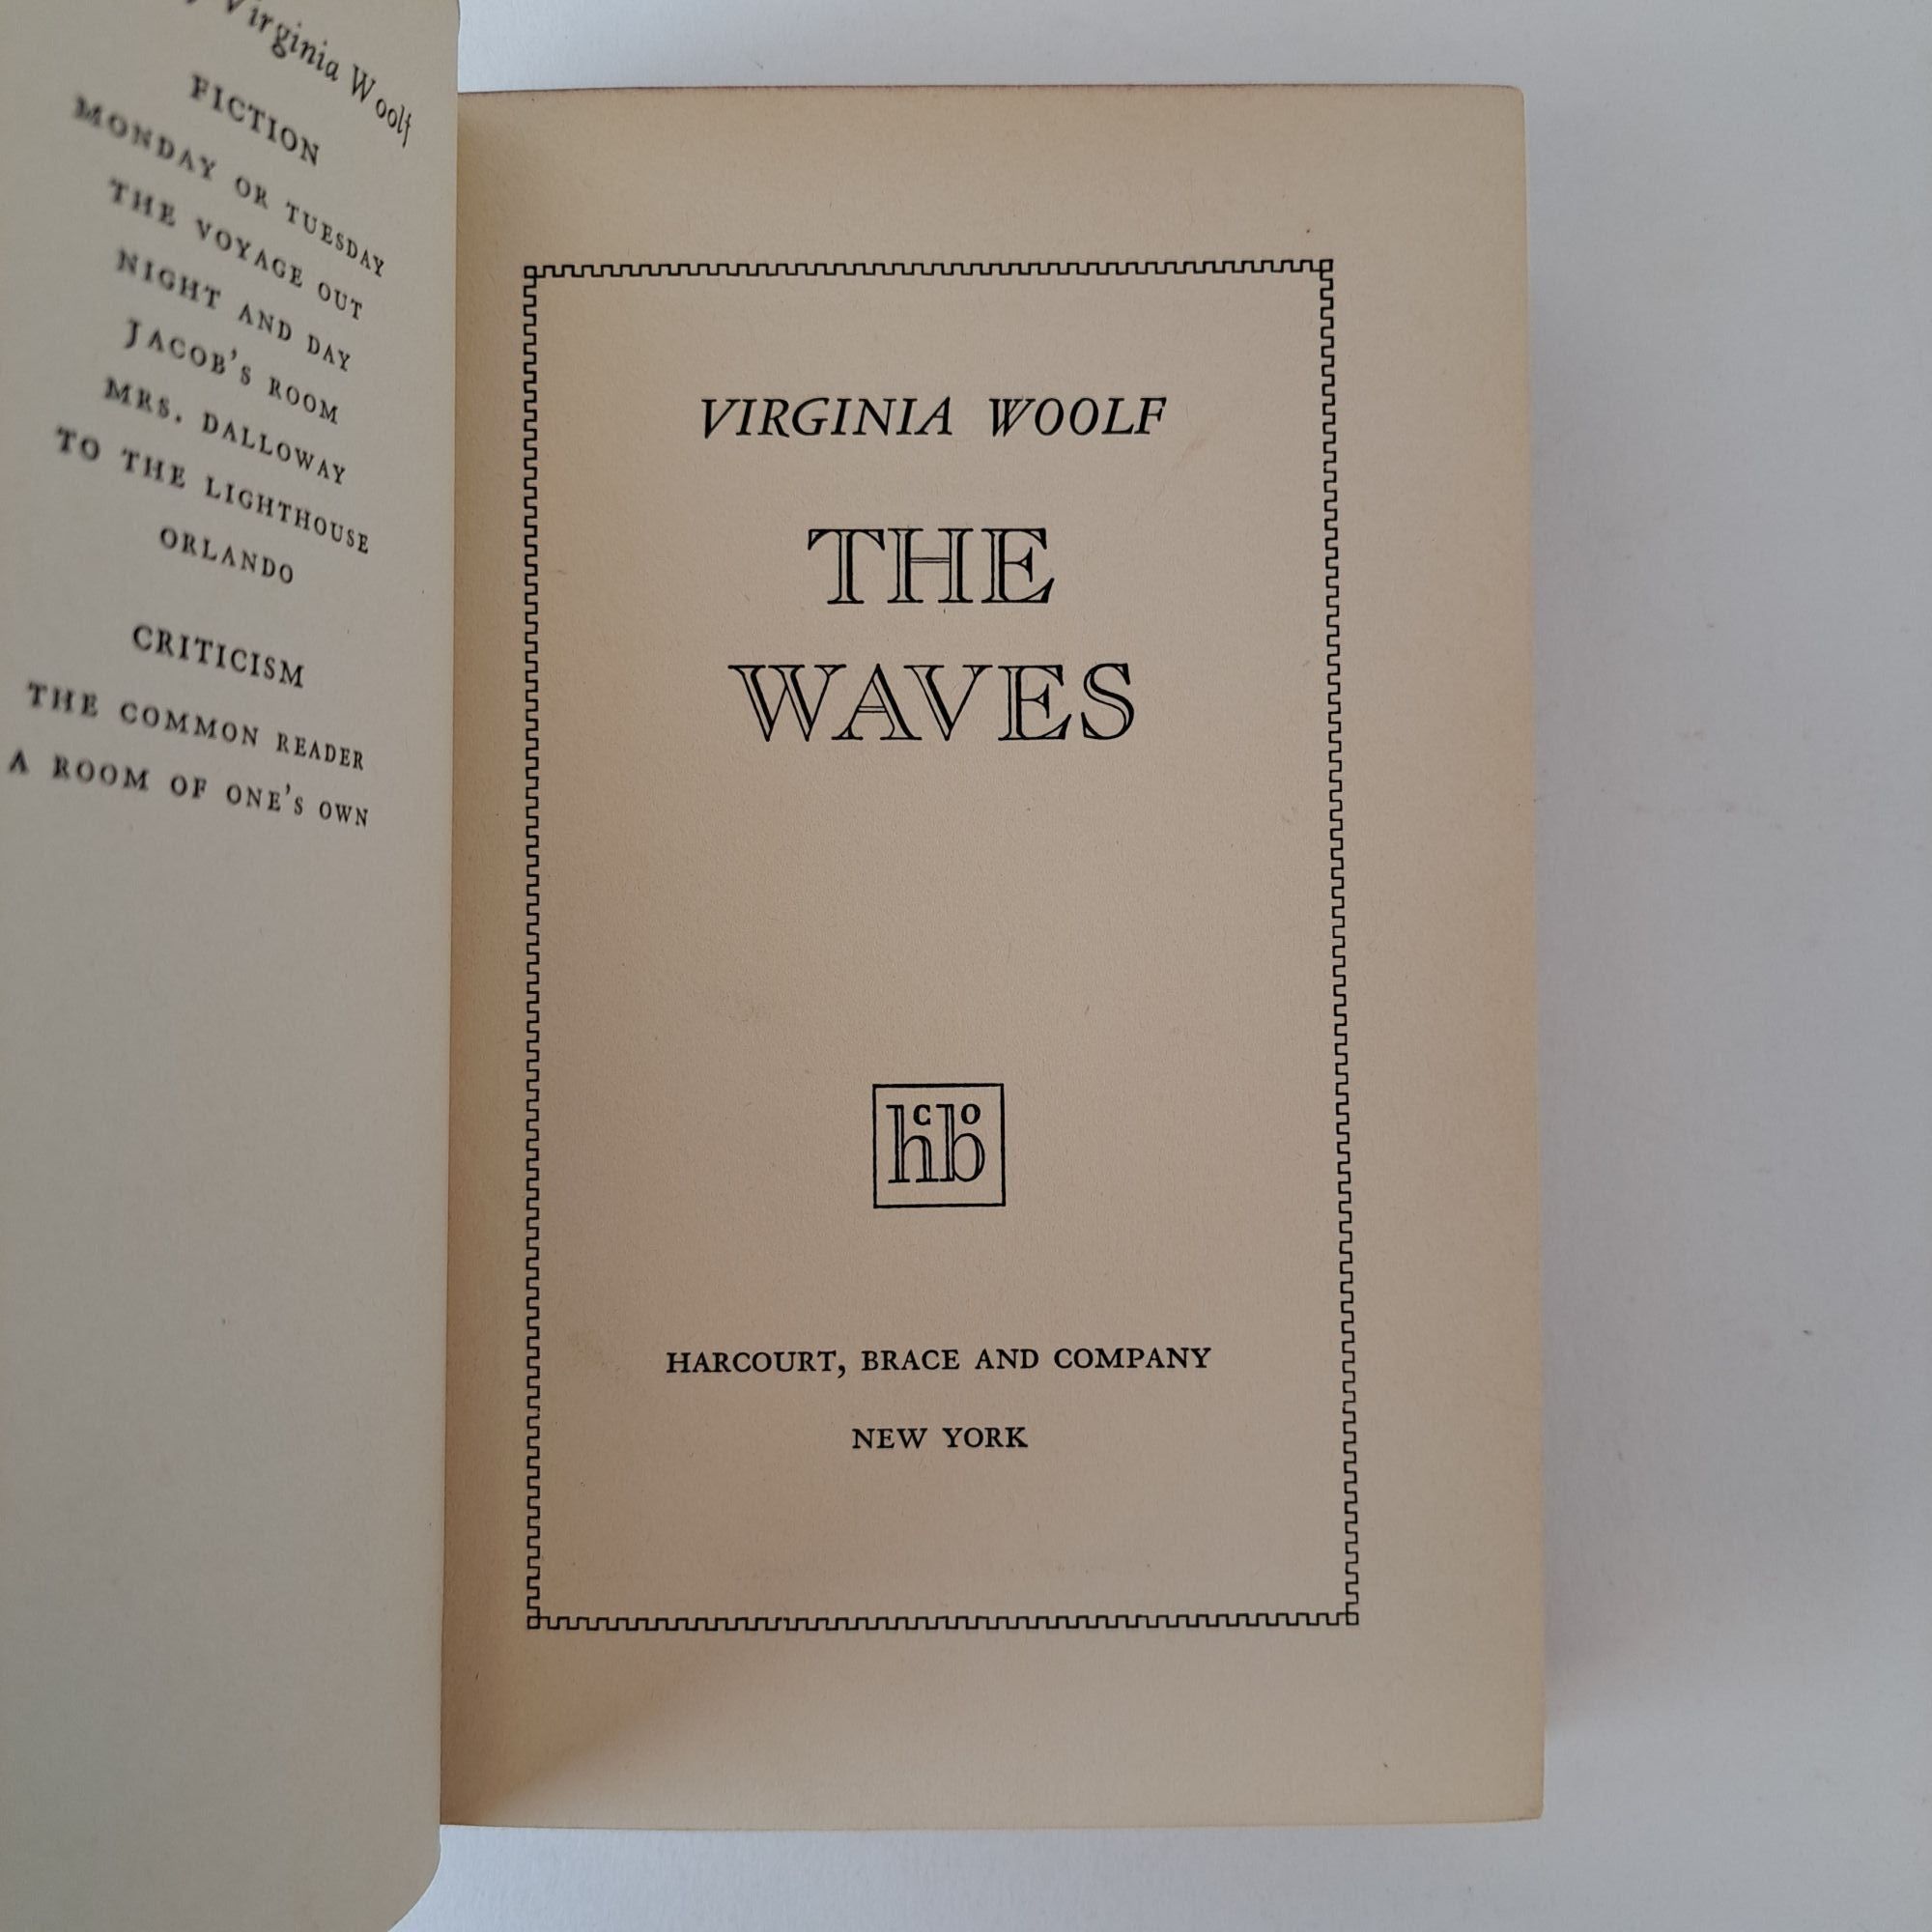 Virginia Woolf
FICTION
MONDAY OR TUESDAY
THE VOYAGE OUT
NIGHT AND DAY
JACOB'S ROOM
MRS. DALLOWAY
TO THE LIGHTHOUSE
ORLANDO
CRITICISM
THE COMMON READER
A ROOM OF ONE'S OWN
VIRGINIA WOOLF
THE
WAVES
hcbo
HARCOURT, BRACE AND COMPANY
NEW YORK